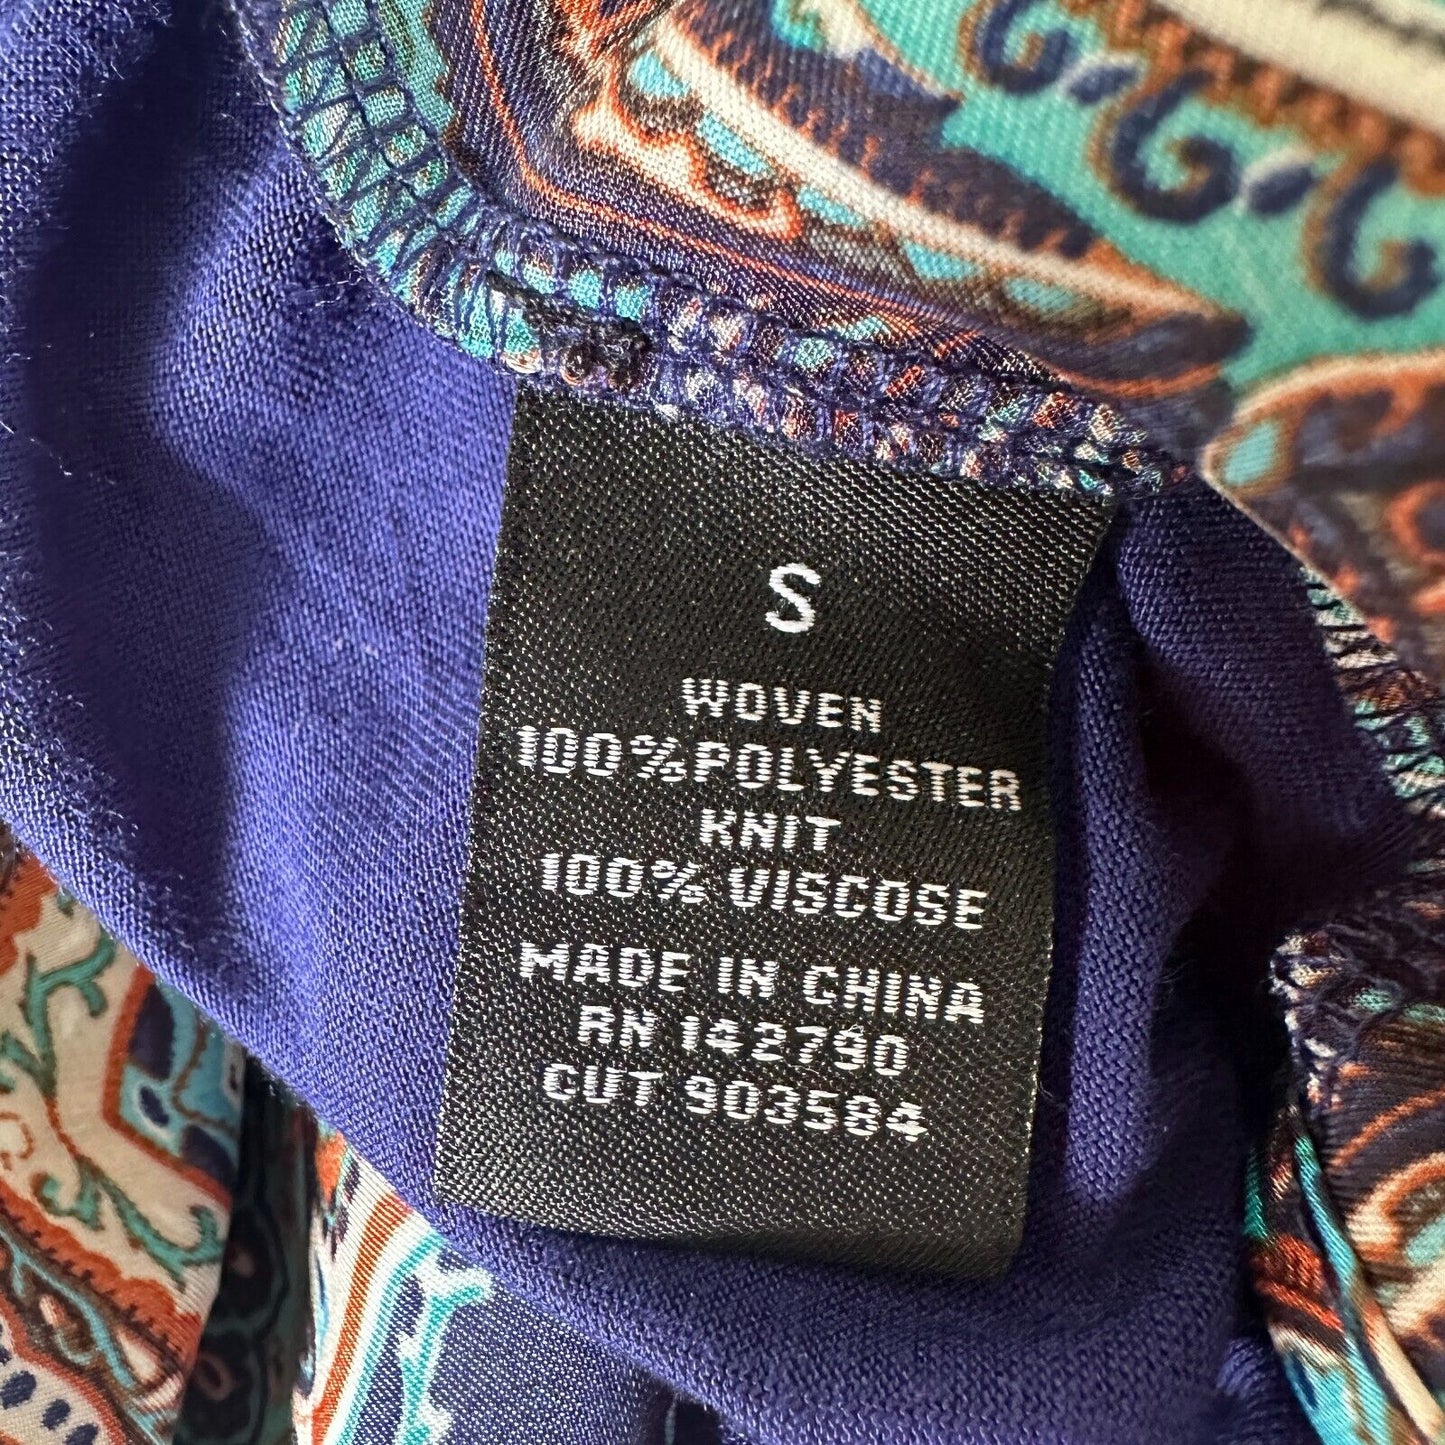 S
WOVEN
100% POLYESTER
KNIT
100% VISCOSE
MADE IN CHINA
RN 142790
CUT 903584